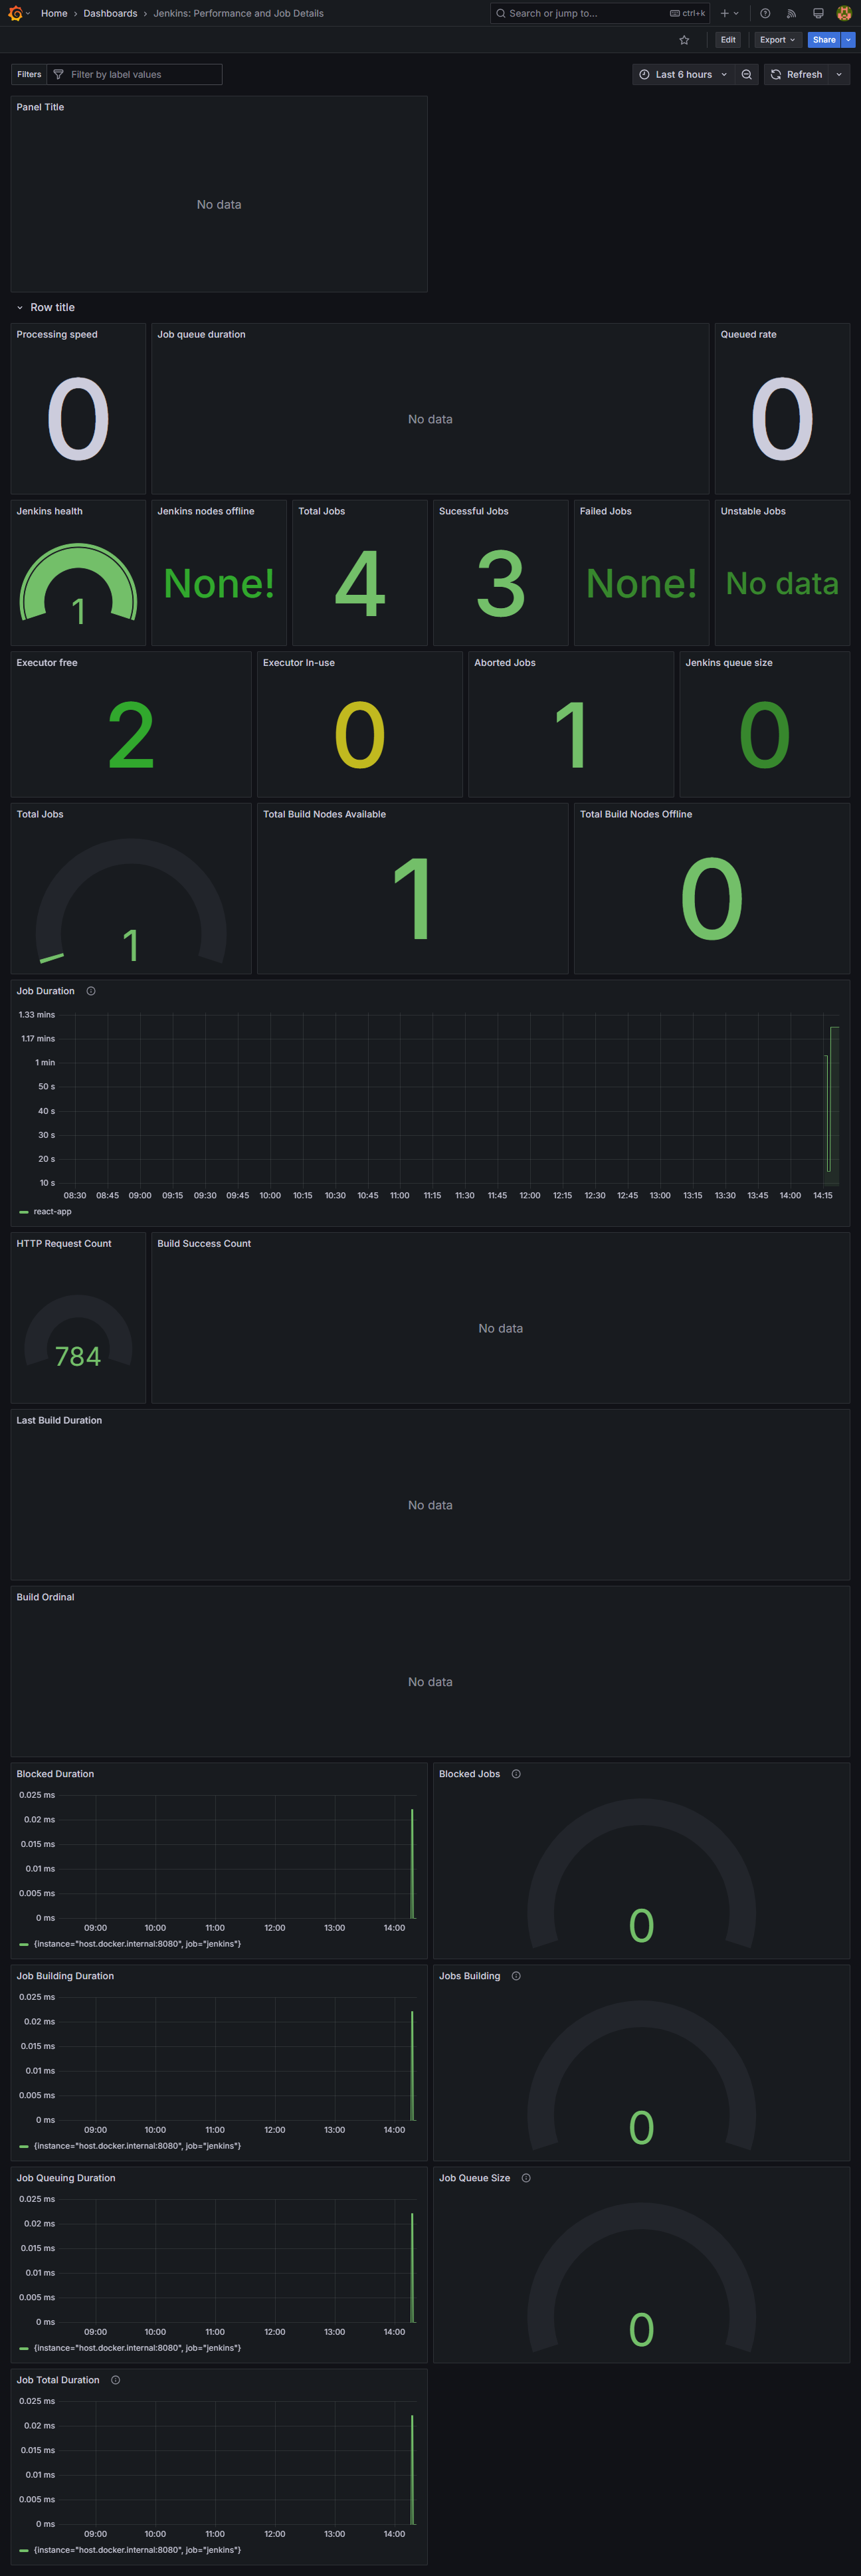 Home › Dashboards › Jenkins: Performance and Job Details
Search or jump to... ctrl+k
Edit Export Share
Filters Filter by label values Last 6 hours Refresh
Panel Title
No data
Row title
Processing speed
0
Job queue duration
No data
Queued rate
0
Jenkins health
1
Jenkins nodes offline
None!
Total Jobs
4
Sucessful Jobs
3
Failed Jobs
None!
Unstable Jobs
No data
Executor free
2
Executor In-use
0
Aborted Jobs
1
Jenkins queue size
0
Total Jobs
1
Total Build Nodes Available
1
Total Build Nodes Offline
0
Job Duration
1.33 mins
1.17 mins
1 min
50 s
40 s
30 s
20 s
10 s
08:30 08:45 09:00 09:15 09:30 09:45 10:00 10:15 10:30 10:45 11:00 11:15 11:30 11:45 12:00 12:15 12:30 12:45 13:00 13:15 13:30 13:45 14:00 14:15
react-app
HTTP Request Count
784
Build Success Count
No data
Last Build Duration
No data
Build Ordinal
No data
Blocked Duration
0.025 ms
0.02 ms
0.015 ms
0.01 ms
0.005 ms
0 ms
09:00 10:00 11:00 12:00 13:00 14:00
{instance="host.docker.internal:8080", job="jenkins"}
Blocked Jobs
0
Job Building Duration
0.025 ms
0.02 ms
0.015 ms
0.01 ms
0.005 ms
0 ms
09:00 10:00 11:00 12:00 13:00 14:00
{instance="host.docker.internal:8080", job="jenkins"}
Jobs Building
0
Job Queuing Duration
0.025 ms
0.02 ms
0.015 ms
0.01 ms
0.005 ms
0 ms
09:00 10:00 11:00 12:00 13:00 14:00
{instance="host.docker.internal:8080", job="jenkins"}
Job Queue Size
0
Job Total Duration
0.025 ms
0.02 ms
0.015 ms
0.01 ms
0.005 ms
0 ms
09:00 10:00 11:00 12:00 13:00 14:00
{instance="host.docker.internal:8080", job="jenkins"}